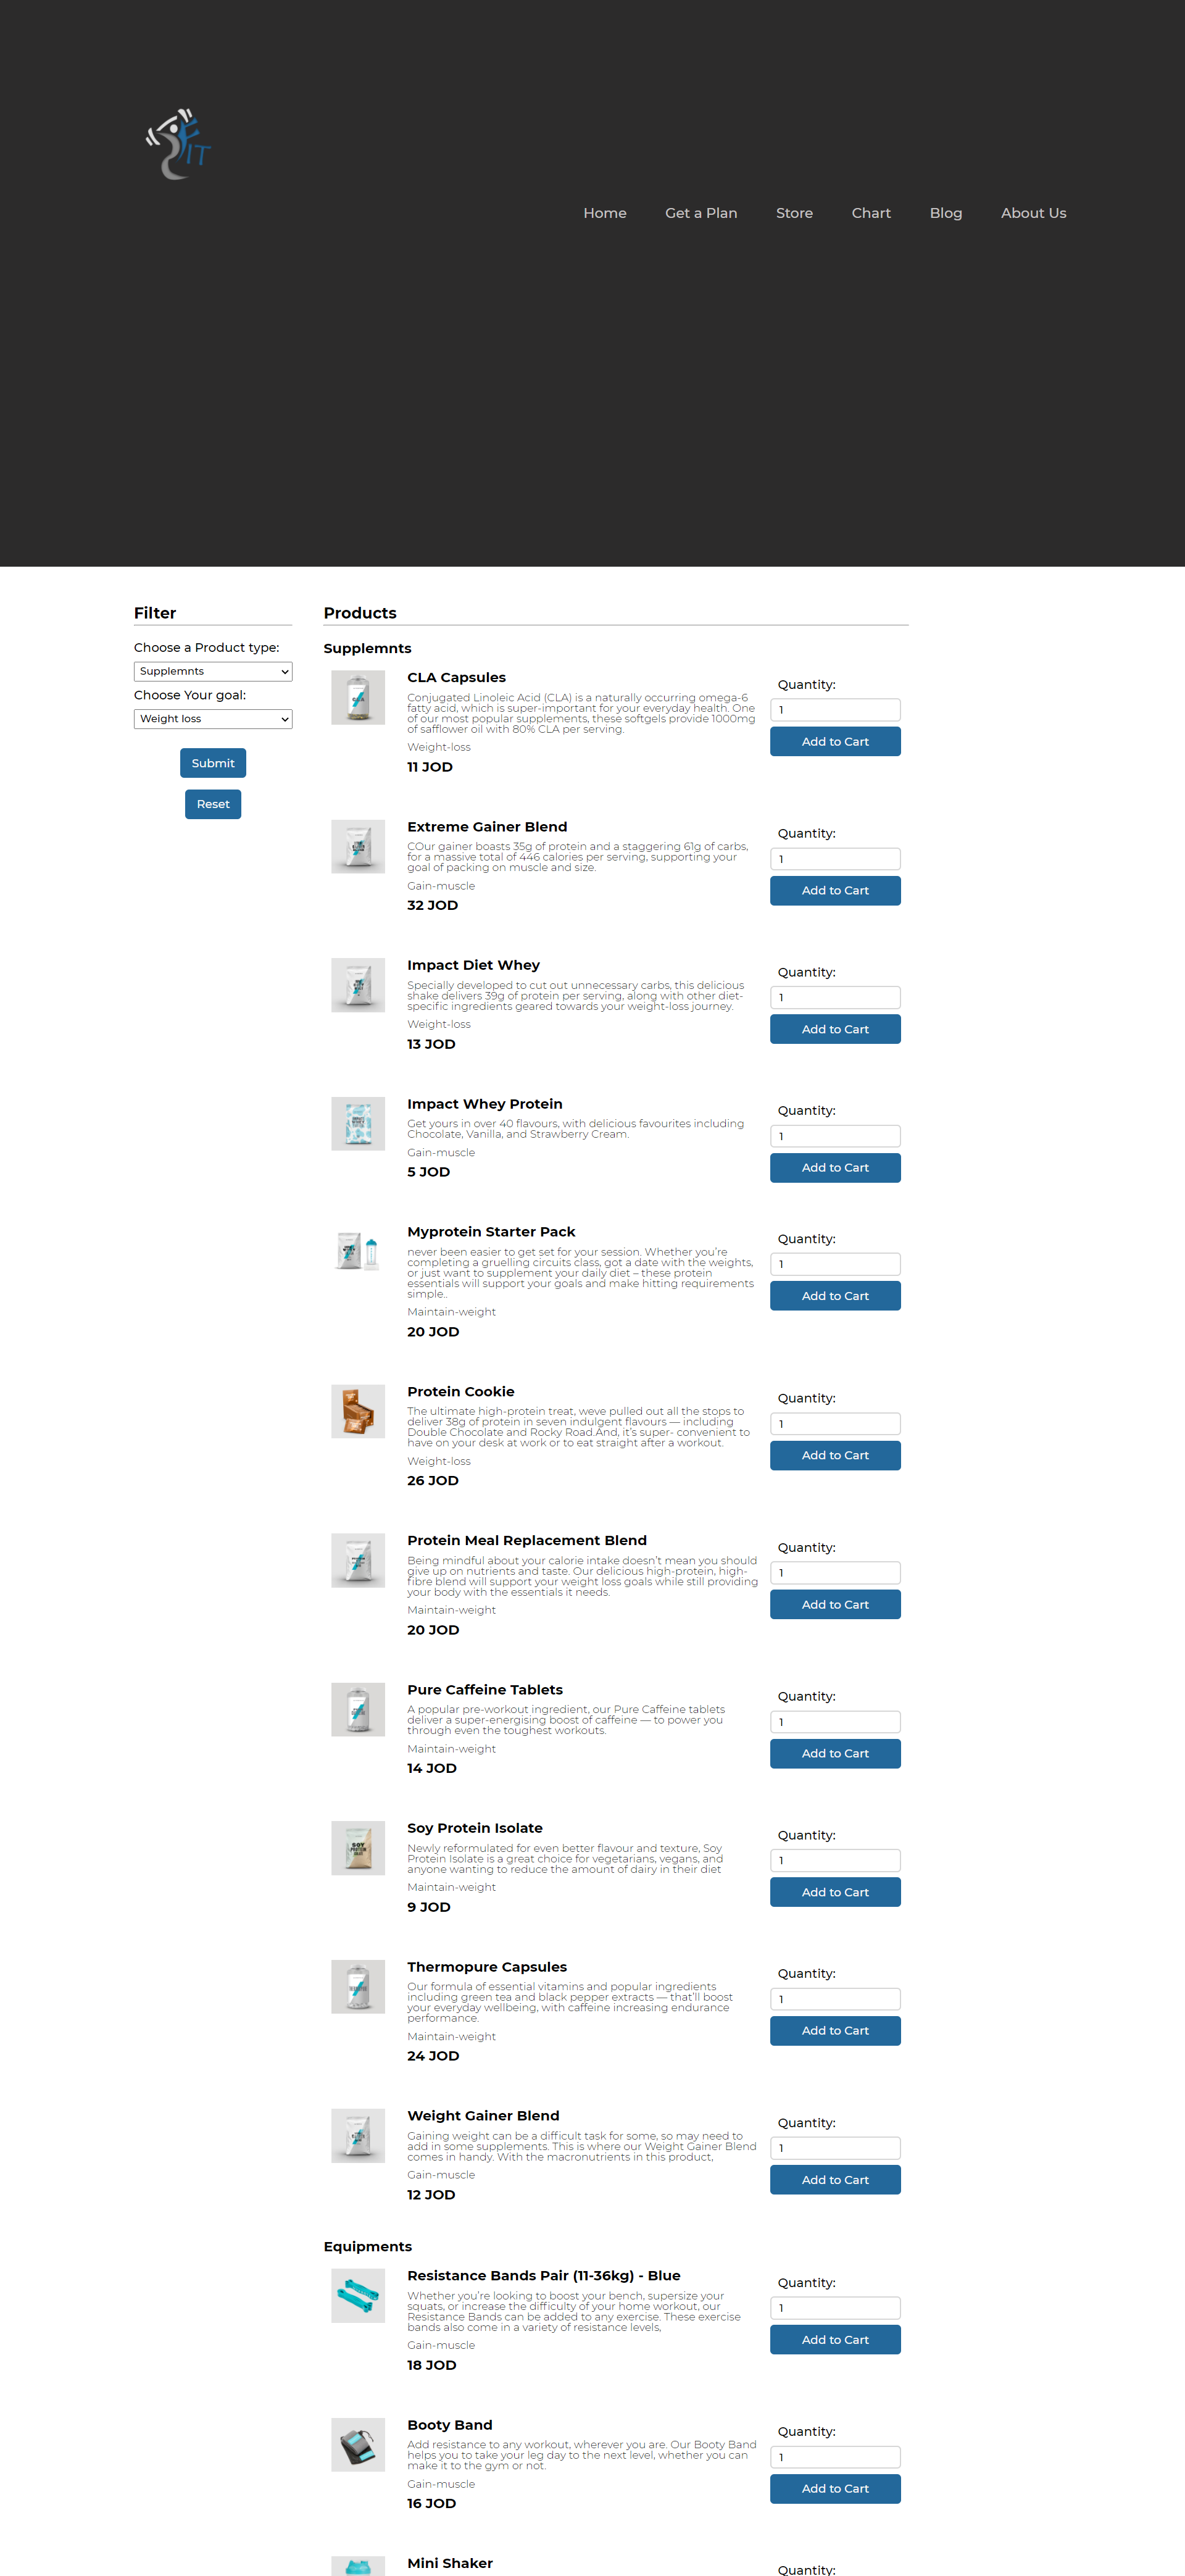 FIT
Home Get a Plan Store Chart Blog About Us
Filter
Choose a Product type:
Supplemnts
Choose Your goal:
Weight loss
Submit
Reset
Products
Supplemnts
CLA Capsules
Conjugated Linoleic Acid (CLA) is a naturally occurring omega-6
fatty acid, which is super-important for your everyday health. One
of our most popular supplements, these softgels provide 1000mg
of safflower oil with 80% CLA per serving.
Weight-loss
11 JOD
Quantity:
1
Add to Cart
Extreme Gainer Blend
COur gainer boasts 35g of protein and a staggering 61g of carbs,
for a massive total of 446 calories per serving, supporting your
goal of packing on muscle and size.
Gain-muscle
32 JOD
Quantity:
1
Add to Cart
Impact Diet Whey
Specially developed to cut out unnecessary carbs, this delicious
shake delivers 39g of protein per serving, along with other diet-
specific ingredients geared towards your weight-loss journey.
Weight-loss
13 JOD
Quantity:
1
Add to Cart
Impact Whey Protein
Get yours in over 40 flavours, with delicious favourites including
Chocolate, Vanilla, and Strawberry Cream.
Gain-muscle
5 JOD
Quantity:
1
Add to Cart
Myprotein Starter Pack
never been easier to get set for your session. Whether you're
completing a gruelling circuits class, got a date with the weights,
or just want to supplement your daily diet – these protein
essentials will support your goals and make hitting requirements
simple..
Maintain-weight
20 JOD
Quantity:
1
Add to Cart
Protein Cookie
The ultimate high-protein treat, weve pulled out all the stops to
deliver 38g of protein in seven indulgent flavours — including
Double Chocolate and Rocky Road.And, it's super- convenient to
have on your desk at work or to eat straight after a workout.
Weight-loss
26 JOD
Quantity:
1
Add to Cart
Protein Meal Replacement Blend
Being mindful about your calorie intake doesn't mean you should
give up on nutrients and taste. Our delicious high-protein, high-
fibre blend will support your weight loss goals while still providing
your body with the essentials it needs.
Maintain-weight
20 JOD
Quantity:
1
Add to Cart
Pure Caffeine Tablets
A popular pre-workout ingredient, our Pure Caffeine tablets
deliver a super-energising boost of caffeine — to power you
through even the toughest workouts.
Maintain-weight
14 JOD
Quantity:
1
Add to Cart
Soy Protein Isolate
Newly reformulated for even better flavour and texture, Soy
Protein Isolate is a great choice for vegetarians, vegans, and
anyone wanting to reduce the amount of dairy in their diet
Maintain-weight
9 JOD
Quantity:
1
Add to Cart
Thermopure Capsules
Our formula of essential vitamins and popular ingredients
including green tea and black pepper extracts — that'll boost
your everyday wellbeing, with caffeine increasing endurance
performance.
Maintain-weight
24 JOD
Quantity:
1
Add to Cart
Weight Gainer Blend
Gaining weight can be a difficult task for some, so may need to
add in some supplements. This is where our Weight Gainer Blend
comes in handy. With the macronutrients in this product,
Gain-muscle
12 JOD
Quantity:
1
Add to Cart
Equipments
Resistance Bands Pair (11-36kg) - Blue
Whether you're looking to boost your bench, supersize your
squats, or increase the difficulty of your home workout, our
Resistance Bands can be added to any exercise. These exercise
bands also come in a variety of resistance levels,
Gain-muscle
18 JOD
Quantity:
1
Add to Cart
Booty Band
Add resistance to any workout, wherever you are. Our Booty Band
helps you to take your leg day to the next level, whether you can
make it to the gym or not.
Gain-muscle
16 JOD
Quantity:
1
Add to Cart
Mini Shaker
Quantity: